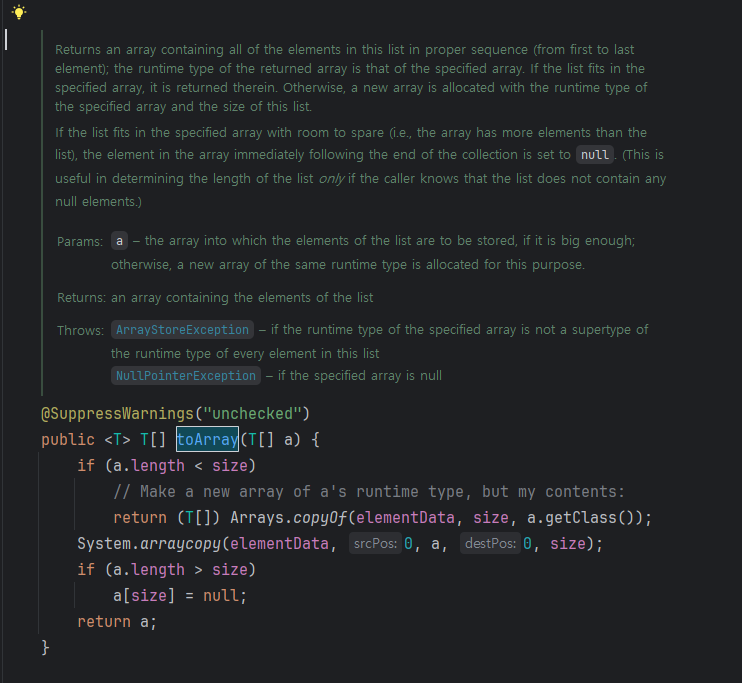 Returns an array containing all of the elements in this list in proper sequence (from first to last
element); the runtime type of the returned array is that of the specified array. If the list fits in the
specified array, it is returned therein. Otherwise, a new array is allocated with the runtime type of
the specified array and the size of this list.
If the list fits in the specified array with room to spare (i.e., the array has more elements than the
list), the element in the array immediately following the end of the collection is set to null. (This is
useful in determining the length of the list only if the caller knows that the list does not contain any
null elements.)
Params: a – the array into which the elements of the list are to be stored, if it is big enough;
otherwise, a new array of the same runtime type is allocated for this purpose.
Returns: an array containing the elements of the list
Throws: ArrayStoreException – if the runtime type of the specified array is not a supertype of
the runtime type of every element in this list
NullPointerException – if the specified array is null
@SuppressWarnings("unchecked")
public <T> T[] toArray(T[] a) {
    if (a.length < size)
        // Make a new array of a's runtime type, but my contents:
        return (T[]) Arrays.copyOf(elementData, size, a.getClass());
    System.arraycopy(elementData, srcPos: 0, a, destPos: 0, size);
    if (a.length > size)
        a[size] = null;
    return a;
}